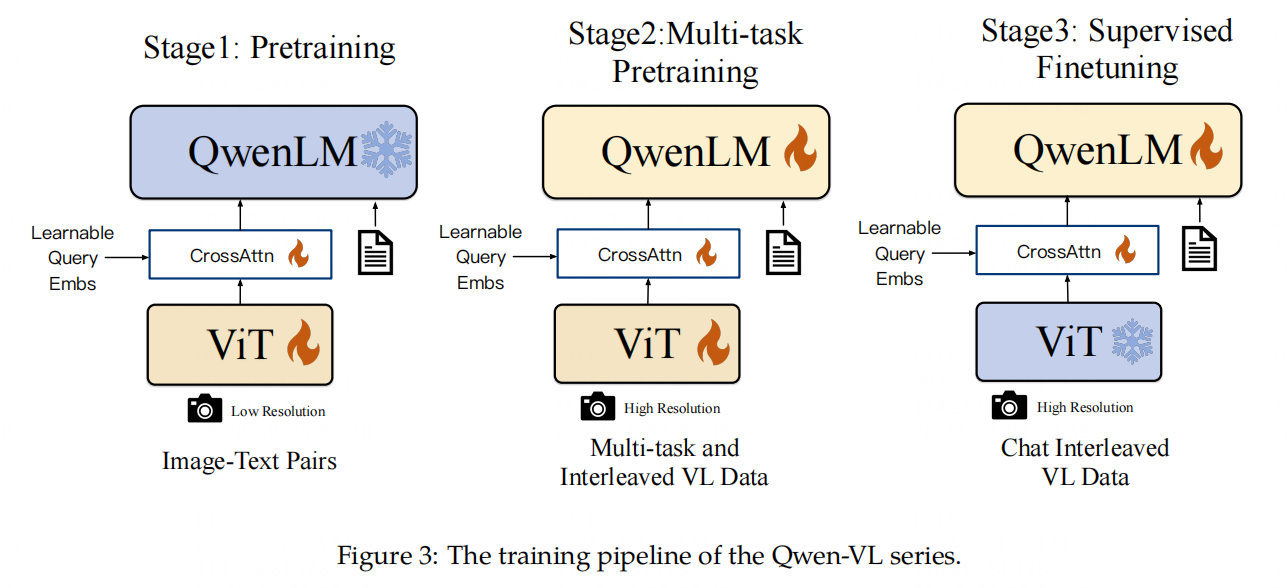 Stage1: Pretraining
QwenLM
Learnable
Query
Embs
CrossAttn
ViT
Low Resolution
Image-Text Pairs
Stage2:Multi-task
Pretraining
QwenLM
Learnable
Query
Embs
CrossAttn
ViT
High Resolution
Multi-task and
Interleaved VL Data
Stage3: Supervised
Finetuning
QwenLM
Learnable
Query
Embs
CrossAttn
ViT
High Resolution
Chat Interleaved
VL Data
Figure 3: The training pipeline of the Qwen-VL series.